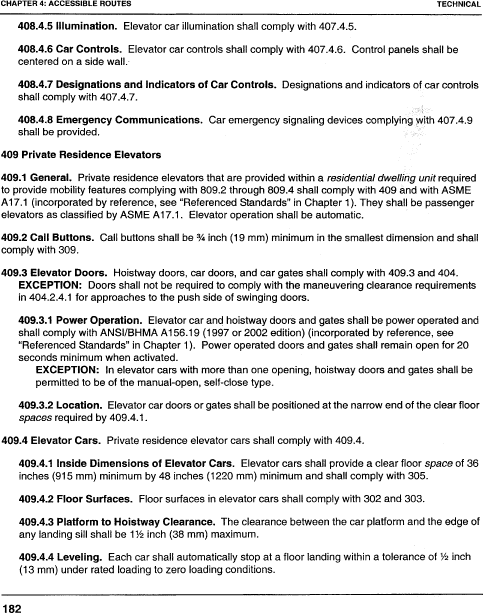 CHAPTER 4: ACCESSIBLE ROUTES TECHNICAL
408.4.5 Illumination. Elevator car illumination shall comply with 407.4.5.
408.4.6 Car Controls. Elevator car controls shall comply with 407.4.6. Control panels shall be
centered on a side wall.
408.4.7 Designations and Indicators of Car Controls. Designations and indicators of car controls
shall comply with 407.4.7.
408.4.8 Emergency Communications. Car emergency signaling devices complying with 407.4.9
shall be provided.
409 Private Residence Elevators
409.1 General. Private residence elevators that are provided within a residential dwelling unit required
to provide mobility features complying with 809.2 through 809.4 shall comply with 409 and with ASME
A17.1 (incorporated by reference, see “Referenced Standards” in Chapter 1). They shall be passenger
elevators as classified by ASME A17.1. Elevator operation shall be automatic.
409.2 Call Buttons. Call buttons shall be ¾ inch (19 mm) minimum in the smallest dimension and shall
comply with 309.
409.3 Elevator Doors. Hoistway doors, car doors, and car gates shall comply with 409.3 and 404.
EXCEPTION: Doors shall not be required to comply with the maneuvering clearance requirements
in 404.2.4.1 for approaches to the push side of swinging doors.
409.3.1 Power Operation. Elevator car and hoistway doors and gates shall be power operated and
shall comply with ANSI/BHMA A156.19 (1997 or 2002 edition) (incorporated by reference, see
“Referenced Standards” in Chapter 1). Power operated doors and gates shall remain open for 20
seconds minimum when activated.
EXCEPTION: In elevator cars with more than one opening, hoistway doors and gates shall be
permitted to be of the manual-open, self-close type.
409.3.2 Location. Elevator car doors or gates shall be positioned at the narrow end of the clear floor
spaces required by 409.4.1.
409.4 Elevator Cars. Private residence elevator cars shall comply with 409.4.
409.4.1 Inside Dimensions of Elevator Cars. Elevator cars shall provide a clear floor space of 36
inches (915 mm) minimum by 48 inches (1220 mm) minimum and shall comply with 305.
409.4.2 Floor Surfaces. Floor surfaces in elevator cars shall comply with 302 and 303.
409.4.3 Platform to Hoistway Clearance. The clearance between the car platform and the edge of
any landing sill shall be 1½ inch (38 mm) maximum.
409.4.4 Leveling. Each car shall automatically stop at a floor landing within a tolerance of ½ inch
(13 mm) under rated loading to zero loading conditions.
182